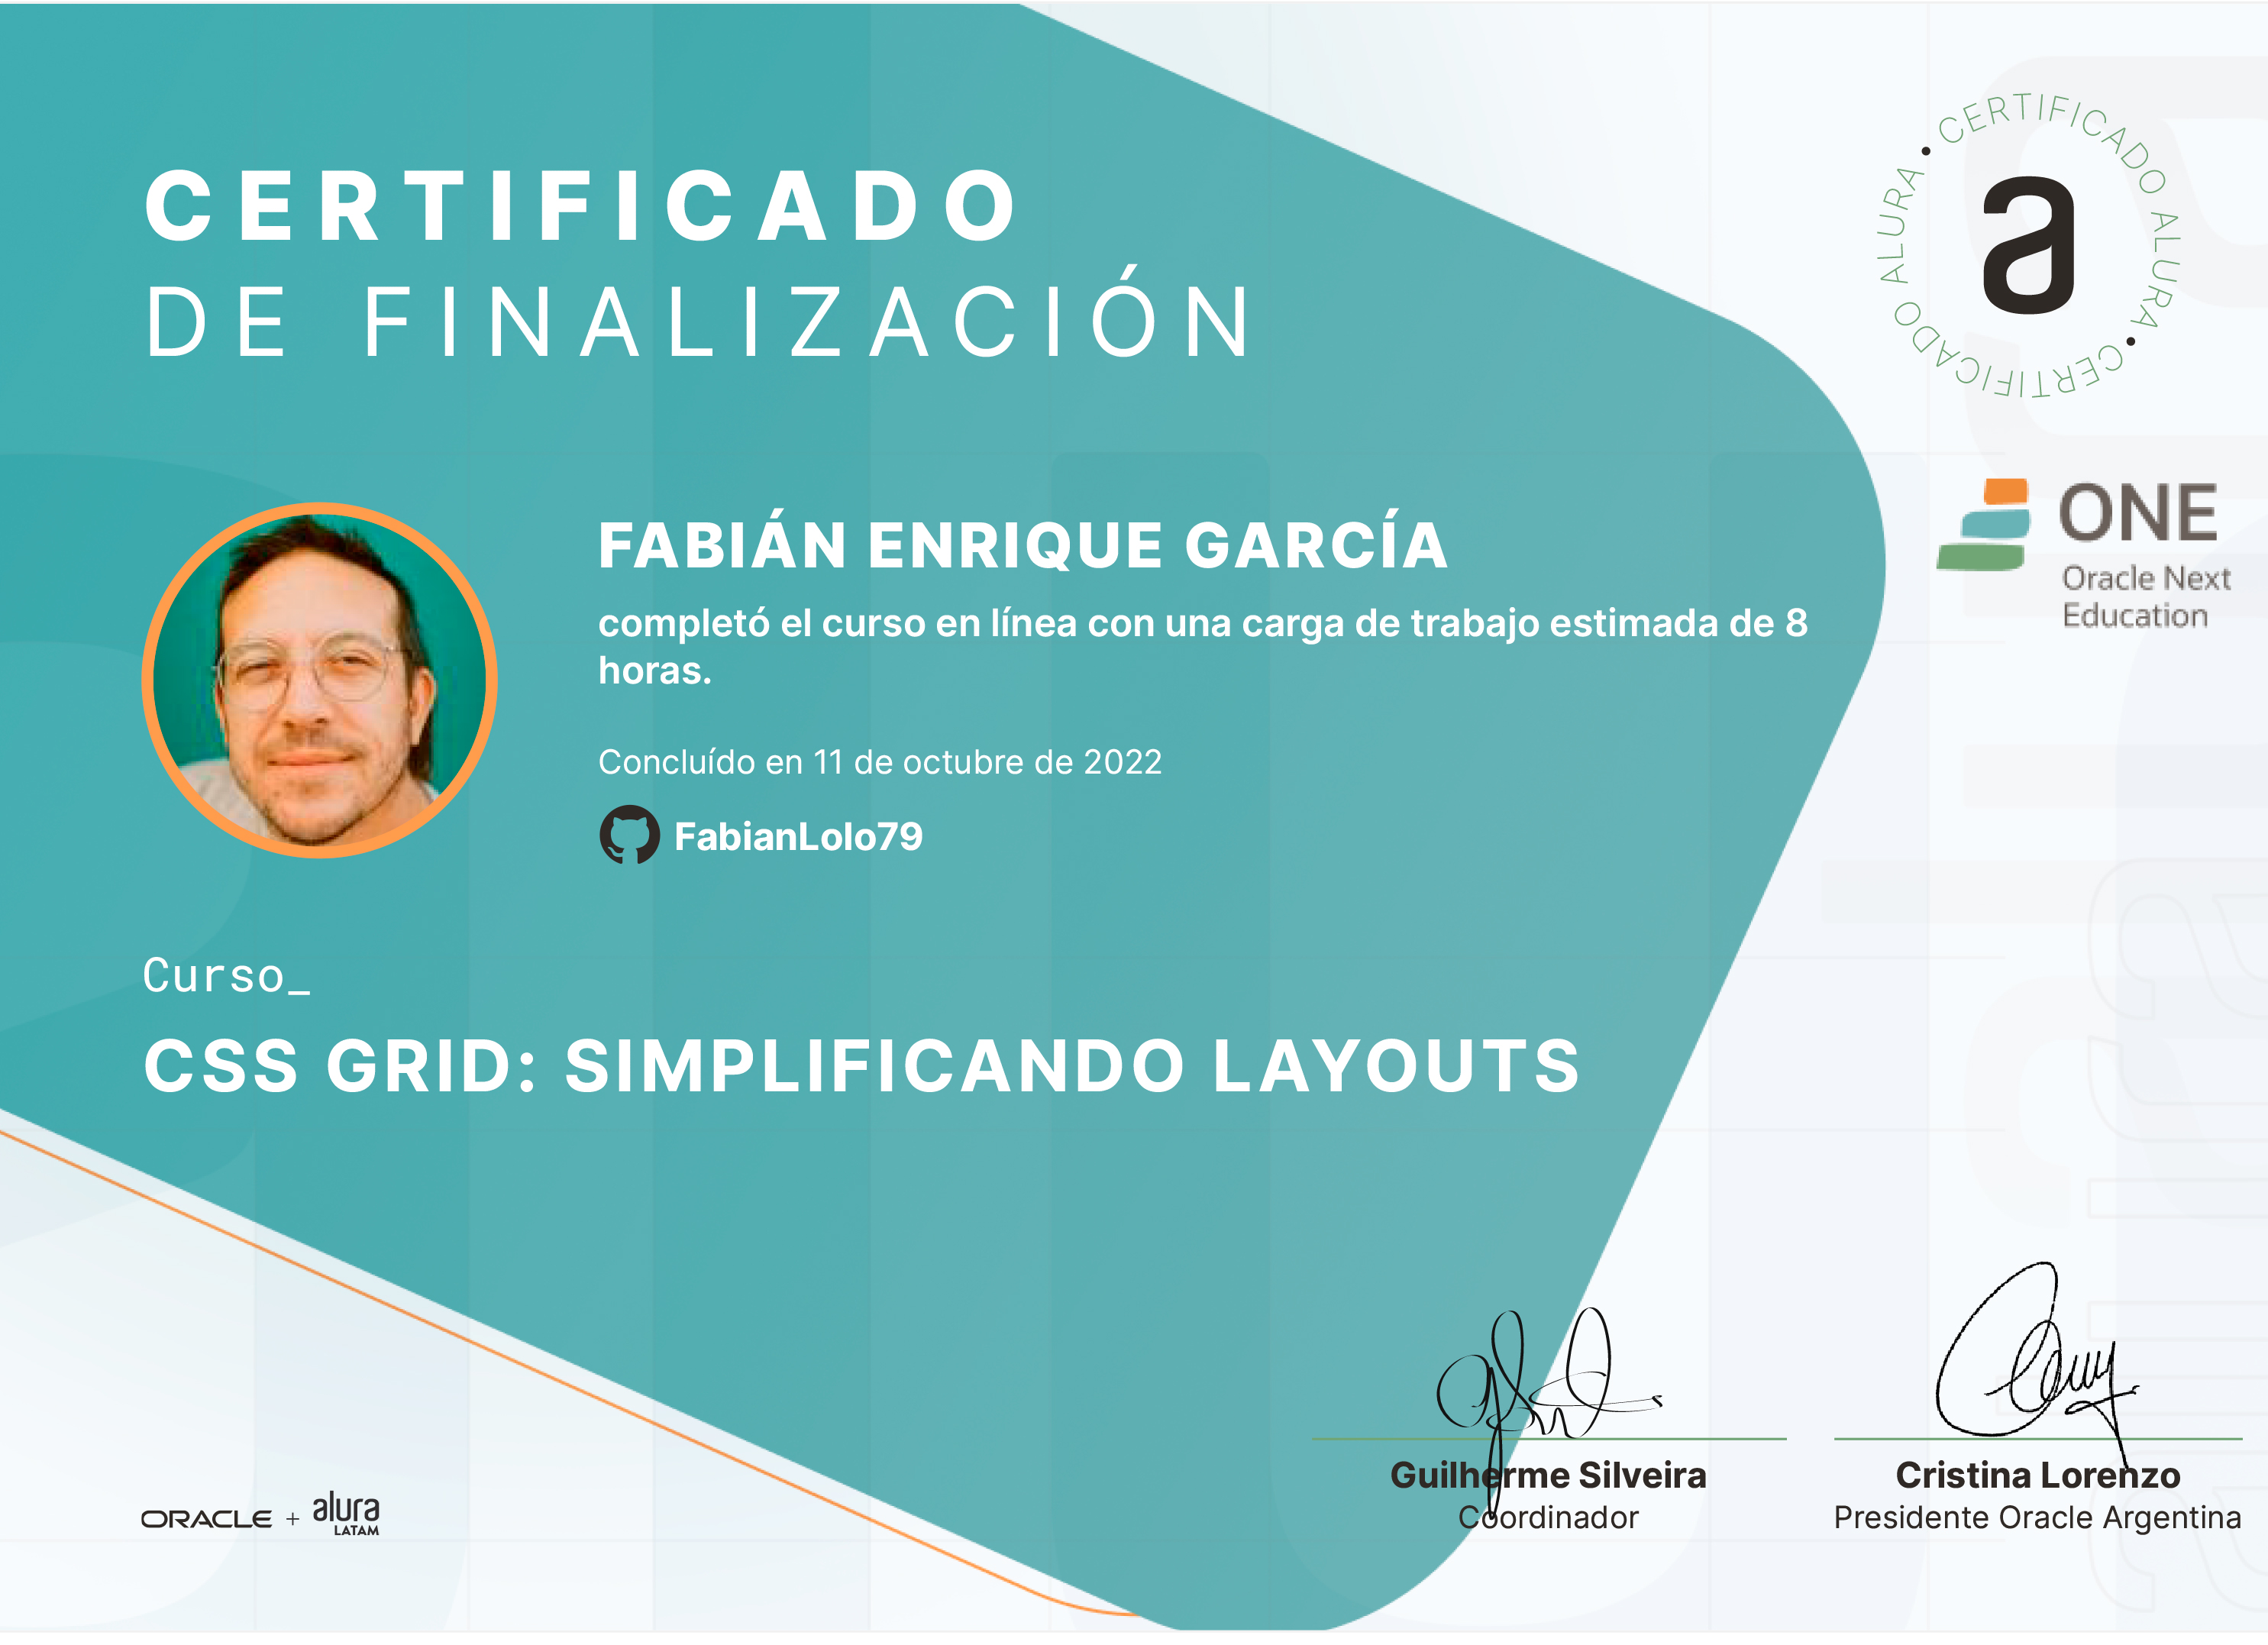 CERTIFICADO
DE FINALIZACIÓN
• CERTIFICADO ALURA • CERTIFICADO ALURA
a
ONE
Oracle Next
Education
FABIÁN ENRIQUE GARCÍA
completó el curso en línea con una carga de trabajo estimada de 8
horas.
Concluído en 11 de octubre de 2022
FabianLolo79
Curso_
CSS GRID: SIMPLIFICANDO LAYOUTS
Guilherme Silveira
Coordinador
Cristina Lorenzo
Presidente Oracle Argentina
ORACLE + alura
LATAM